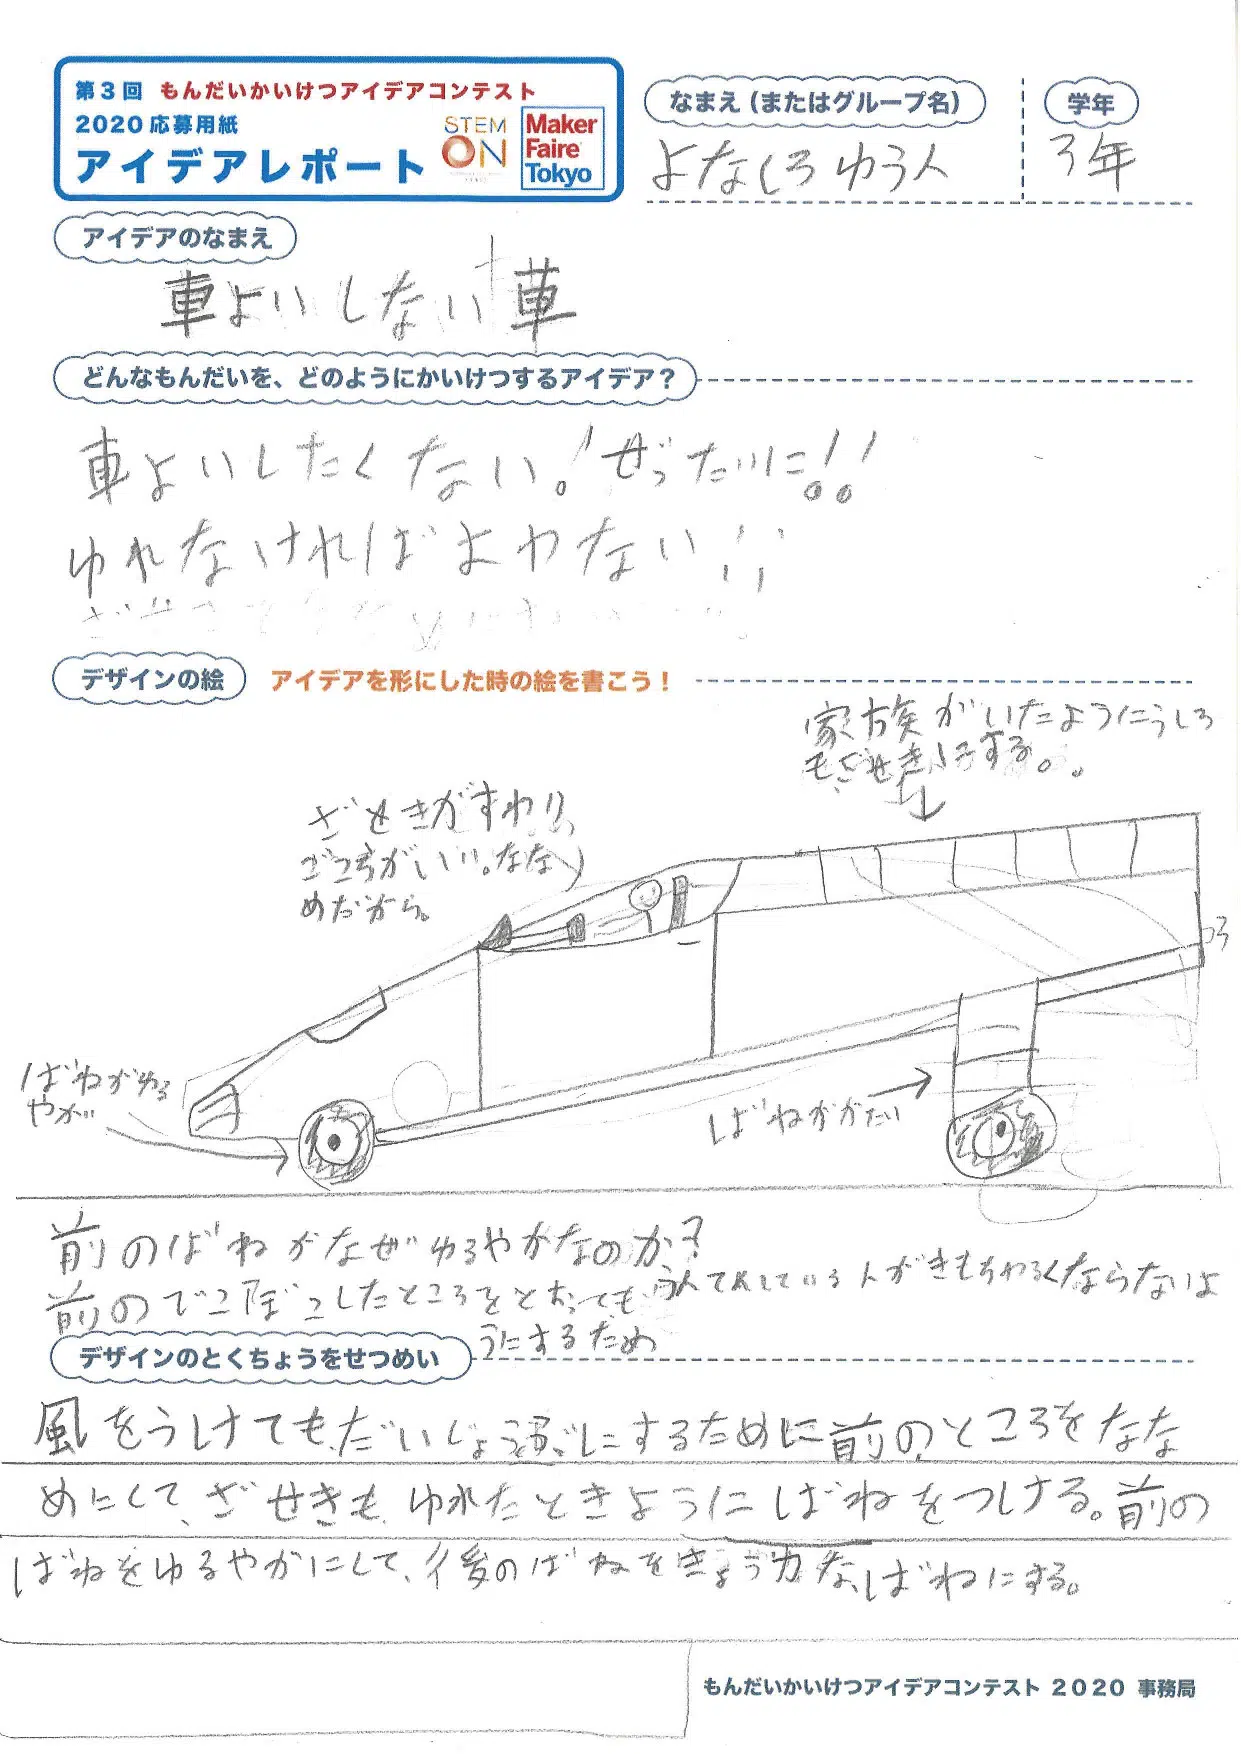 第3回 もんだいかいけつアイデアコンテスト
2020応募用紙
アイデアレポート
STEM
ON
Maker
Faire
Tokyo
なまえ(またはグループ名)
学年
よなしろ ゆう人
3年
アイデアのなまえ
車よいしない車
どんなもんだいを、どのようにかいけつするアイデア?
車よいしたくない!ぜったいに!!
ゆれなければよわない!!
デザインの絵
アイデアを形にした時の絵を書こう!
家族がいたようにうしろ
もざせきにする。
ざせきがすわり
ごこ当がいい。なな
めだから。
ばねがゆる
やか
ばねがかたい
前のばねがなぜゆるやかなのか?
前のでこぼこしたところをとおっても
人がきもちわるくならないよ
うにするため
デザインのとくちょうをせつめい
風をうけてもだいじょうぶにするために前のところをなな
めにして、ざせきも、ゆれたときようにばねをつける。前の
ばねをゆるやかにして、後のばねをきょう力な、ばねにする。
もんだいかいけつアイデアコンテスト 2020 事務局